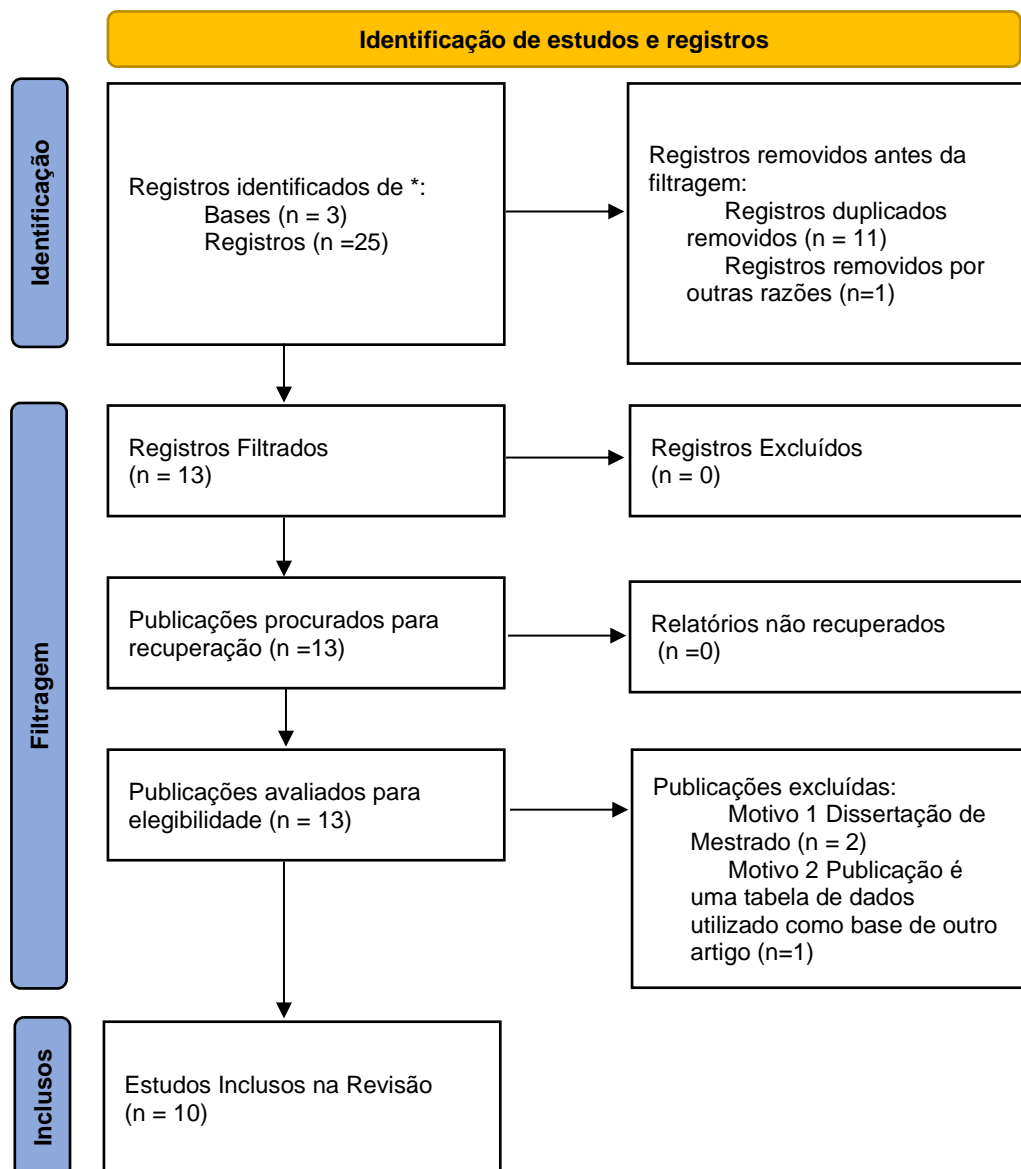 Identificação de estudos e registros
Identificação
Registros identificados de *:
Bases (n = 3)
Registros (n =25)
Registros removidos antes da
filtragem:
Registros duplicados
removidos (n = 11)
Registros removidos por
outras razões (n=1)
Filtragem
Registros Filtrados
(n = 13)
Registros Excluídos
(n = 0)
Publicações procurados para
recuperação (n =13)
Relatórios não recuperados
(n =0)
Publicações avaliados para
elegibilidade (n = 13)
Publicações excluídas:
Motivo 1 Dissertação de
Mestrado (n = 2)
Motivo 2 Publicação é
uma tabela de dados
utilizado como base de outro
artigo (n=1)
Inclusos
Estudos Inclusos na Revisão
(n = 10)